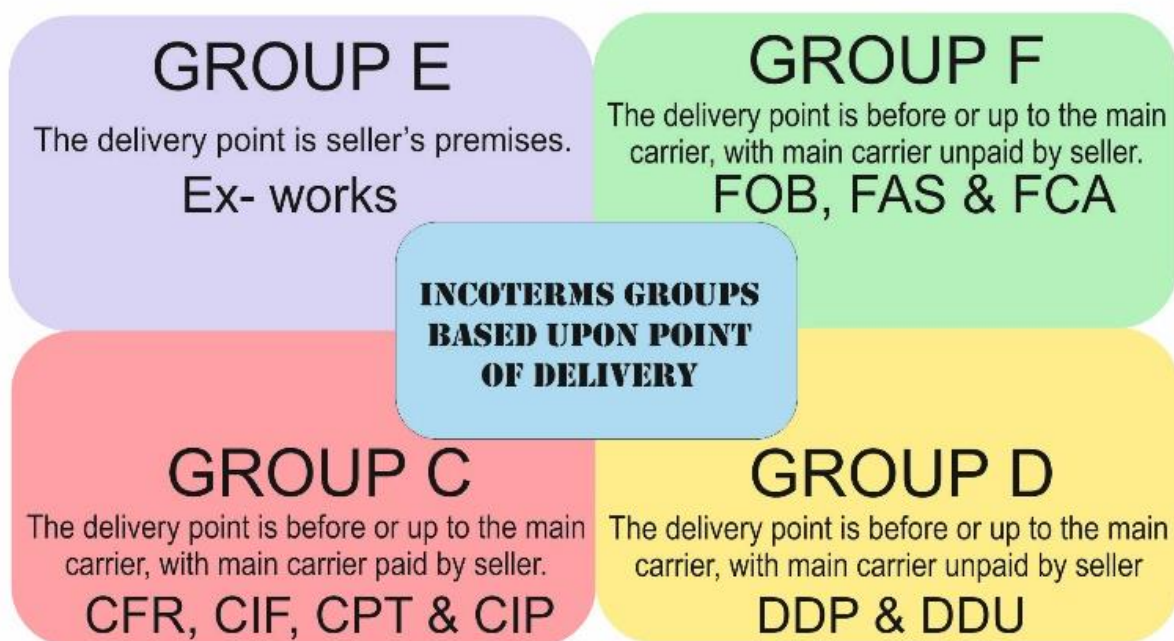 GROUP E
The delivery point is seller's premises.
Ex- works
GROUP F
The delivery point is before or up to the main
carrier, with main carrier unpaid by seller.
FOB, FAS & FCA
INCOTERMS GROUPS
BASED UPON POINT
OF DELIVERY
GROUP C
The delivery point is before or up to the main
carrier, with main carrier paid by seller.
CFR, CIF, CPT & CIP
GROUP D
The delivery point is before or up to the main
carrier, with main carrier unpaid by seller
DDP & DDU